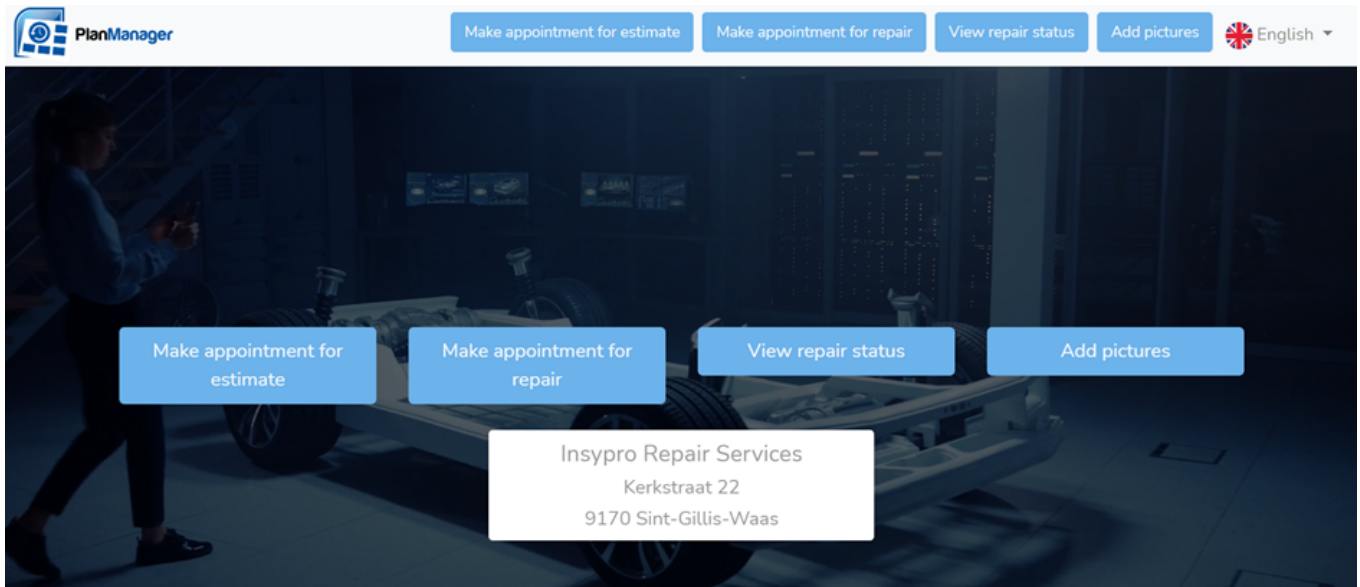 PlanManager
Make appointment for estimate
Make appointment for repair
View repair status
Add pictures
English
Make appointment for
estimate
Make appointment for
repair
View repair status
Add pictures
Insypro Repair Services
Kerkstraat 22
9170 Sint-Gillis-Waas